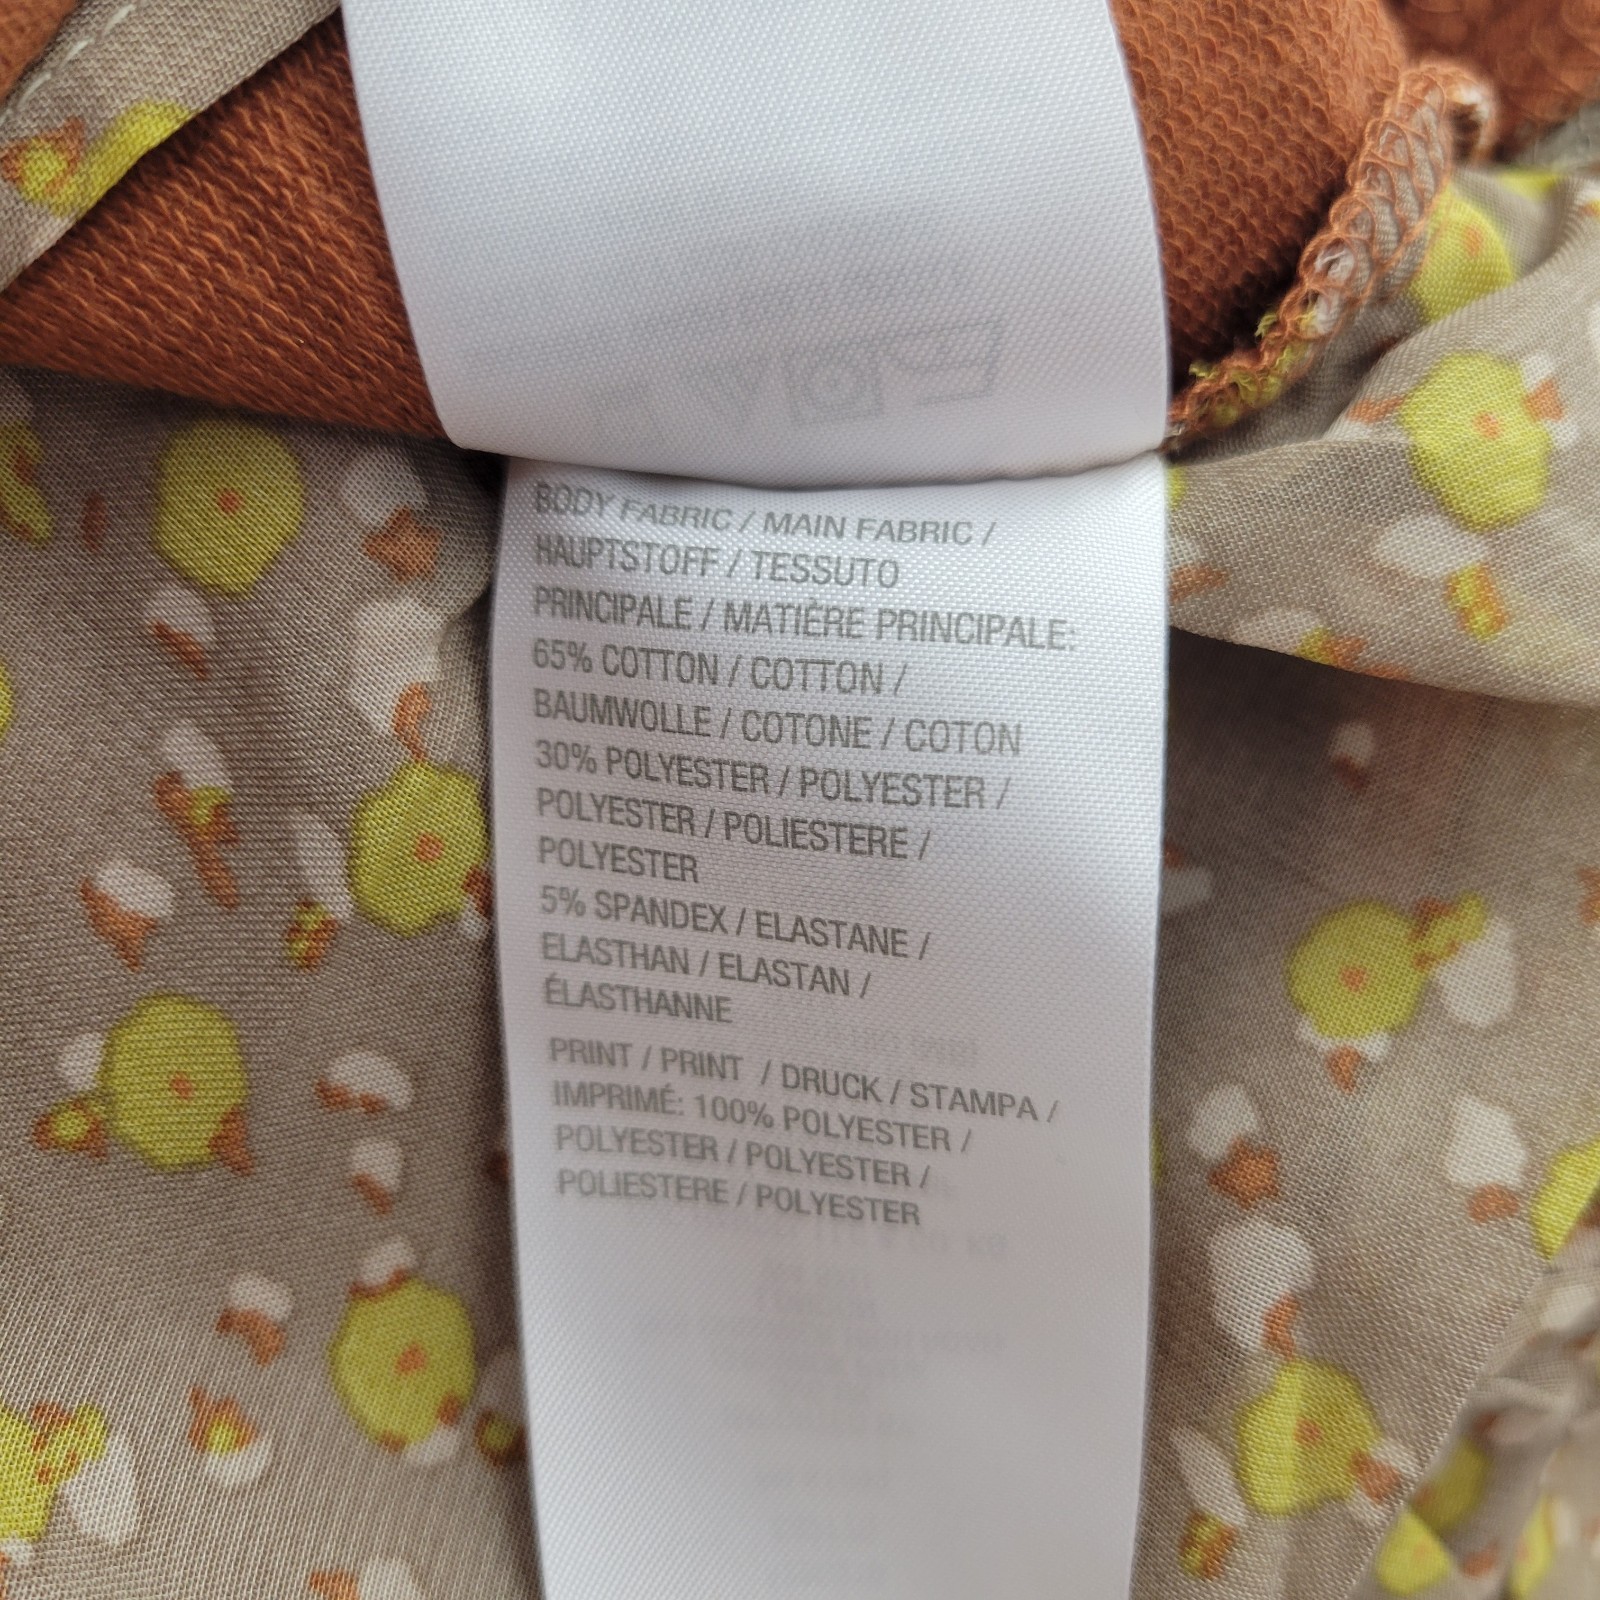 BODY FABRIC / MAIN FABRIC /
HAUPTSTOFF / TESSUTO
PRINCIPALE / MATIÈRE PRINCIPALE:
65% COTTON / COTTON /
BAUMWOLLE / COTONE / COTON
30% POLYESTER / POLYESTER /
POLYESTER / POLIESTERE /
POLYESTER
5% SPANDEX / ELASTANE /
ELASTHAN / ELASTAN /
ÉLASTHANNE
PRINT / PRINT / DRUCK / STAMPA /
IMPRIMÉ: 100% POLYESTER /
POLYESTER / POLYESTER /
POLIESTERE / POLYESTER